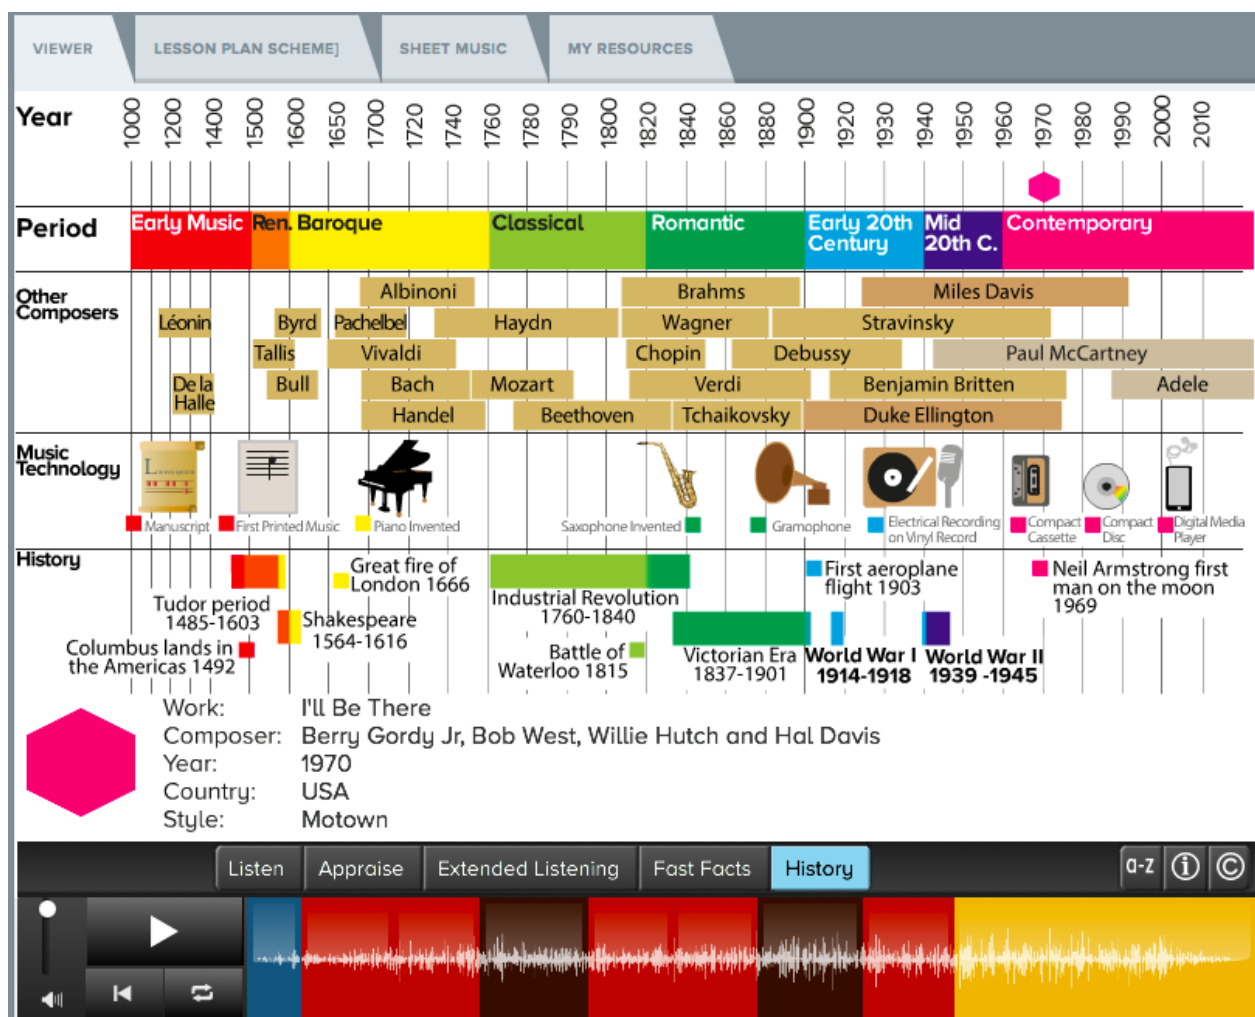 VIEWER
LESSON PLAN SCHEME]
SHEET MUSIC
MY RESOURCES
Year
1000 1200 1400 1500 1600 1650 1700 1720 1740 1760 1780 1790 1800 1820 1840 1860 1880 1900 1920 1930 1940 1950 1960 1970 1980 1990 2000 2010
Period
Early Music
Ren.
Baroque
Classical
Romantic
Early 20th
Century
Mid
20th C.
Contemporary
Other
Composers
Albinoni
Brahms
Miles Davis
Léonin
Byrd
Pachelbel
Haydn
Wagner
Stravinsky
Tallis
Vivaldi
Chopin
Debussy
Paul McCartney
De la
Halle
Bull
Bach
Mozart
Verdi
Benjamin Britten
Adele
Handel
Beethoven
Tchaikovsky
Duke Ellington
Music
Technology
Manuscript
First Printed Music
Piano Invented
Saxophone Invented
Gramophone
Electrical Recording
on Vinyl Record
Compact
Cassette
Compact
Disc
Digital Media
Player
History
Tudor period
1485-1603
Columbus lands in
the Americas 1492
Shakespeare
1564-1616
Great fire of
London 1666
Industrial Revolution
1760-1840
Battle of
Waterloo 1815
Victorian Era
1837-1901
First aeroplane
flight 1903
World War I
1914-1918
World War II
1939 -1945
Neil Armstrong first
man on the moon
1969
Work: I'll Be There
Composer: Berry Gordy Jr, Bob West, Willie Hutch and Hal Davis
Year: 1970
Country: USA
Style: Motown
Listen
Appraise
Extended Listening
Fast Facts
History
a-z
i
©